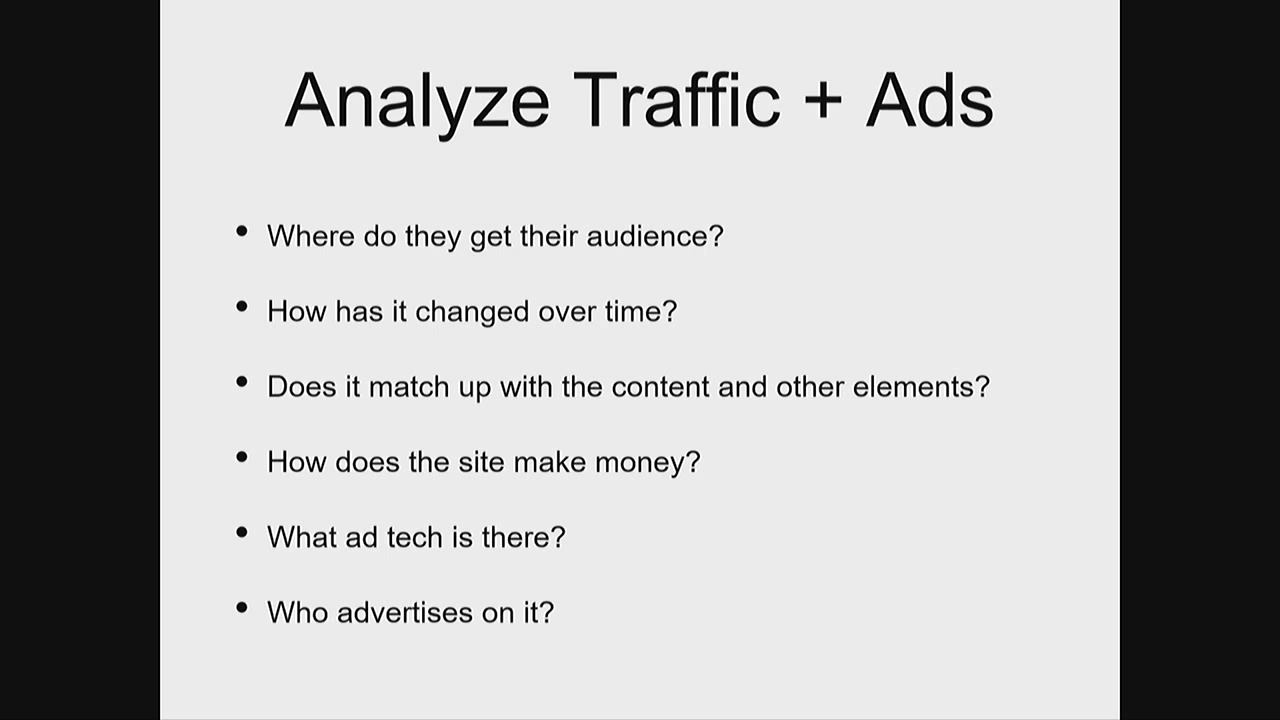 Analyze Traffic + Ads
• Where do they get their audience?
• How has it changed over time?
• Does it match up with the content and other elements?
• How does the site make money?
• What ad tech is there?
• Who advertises on it?